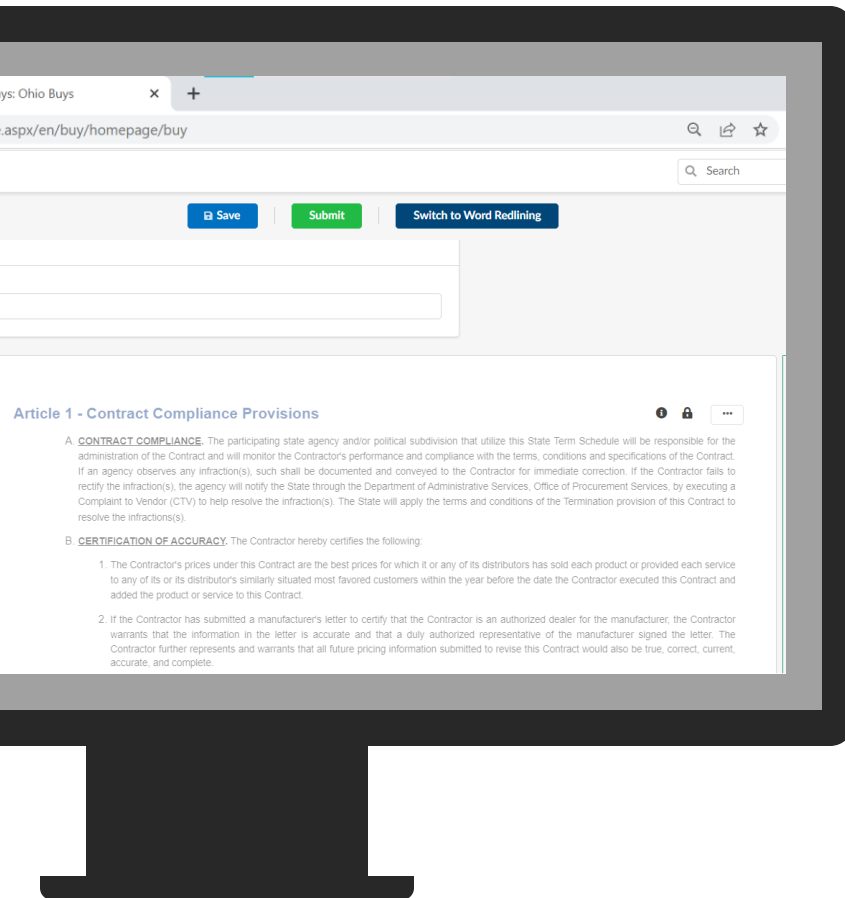 ys: Ohio Buys
.aspx/en/buy/homepage/buy
Search
Save
Submit
Switch to Word Redlining
Article 1 - Contract Compliance Provisions
A. CONTRACT COMPLIANCE. The participating state agency and/or political subdivision that utilize this State Term Schedule will be responsible for the
administration of the Contract and will monitor the Contractor's performance and compliance with the terms, conditions and specifications of the Contract.
If an agency observes any infraction(s), such shall be documented and conveyed to the Contractor for immediate correction. If the Contractor fails to
rectify the infraction(s), the agency will notify the State through the Department of Administrative Services, Office of Procurement Services, by executing a
Complaint to Vendor (CTV) to help resolve the infraction(s). The State will apply the terms and conditions of the Termination provision of this Contract to
resolve the infractions(s).
B. CERTIFICATION OF ACCURACY. The Contractor hereby certifies the following:
1. The Contractor's prices under this Contract are the best prices for which it or any of its distributors has sold each product or provided each service
to any of its or its distributor's similarly situated most favored customers within the year before the date the Contractor executed this Contract and
added the product or service to this Contract.
2. If the Contractor has submitted a manufacturer's letter to certify that the Contractor is an authorized dealer for the manufacturer, the Contractor
warrants that the information in the letter is accurate and that a duly authorized representative of the manufacturer signed the letter. The
Contractor further represents and warrants that all future pricing information submitted to revise this Contract would also be true, correct, current,
accurate, and complete.